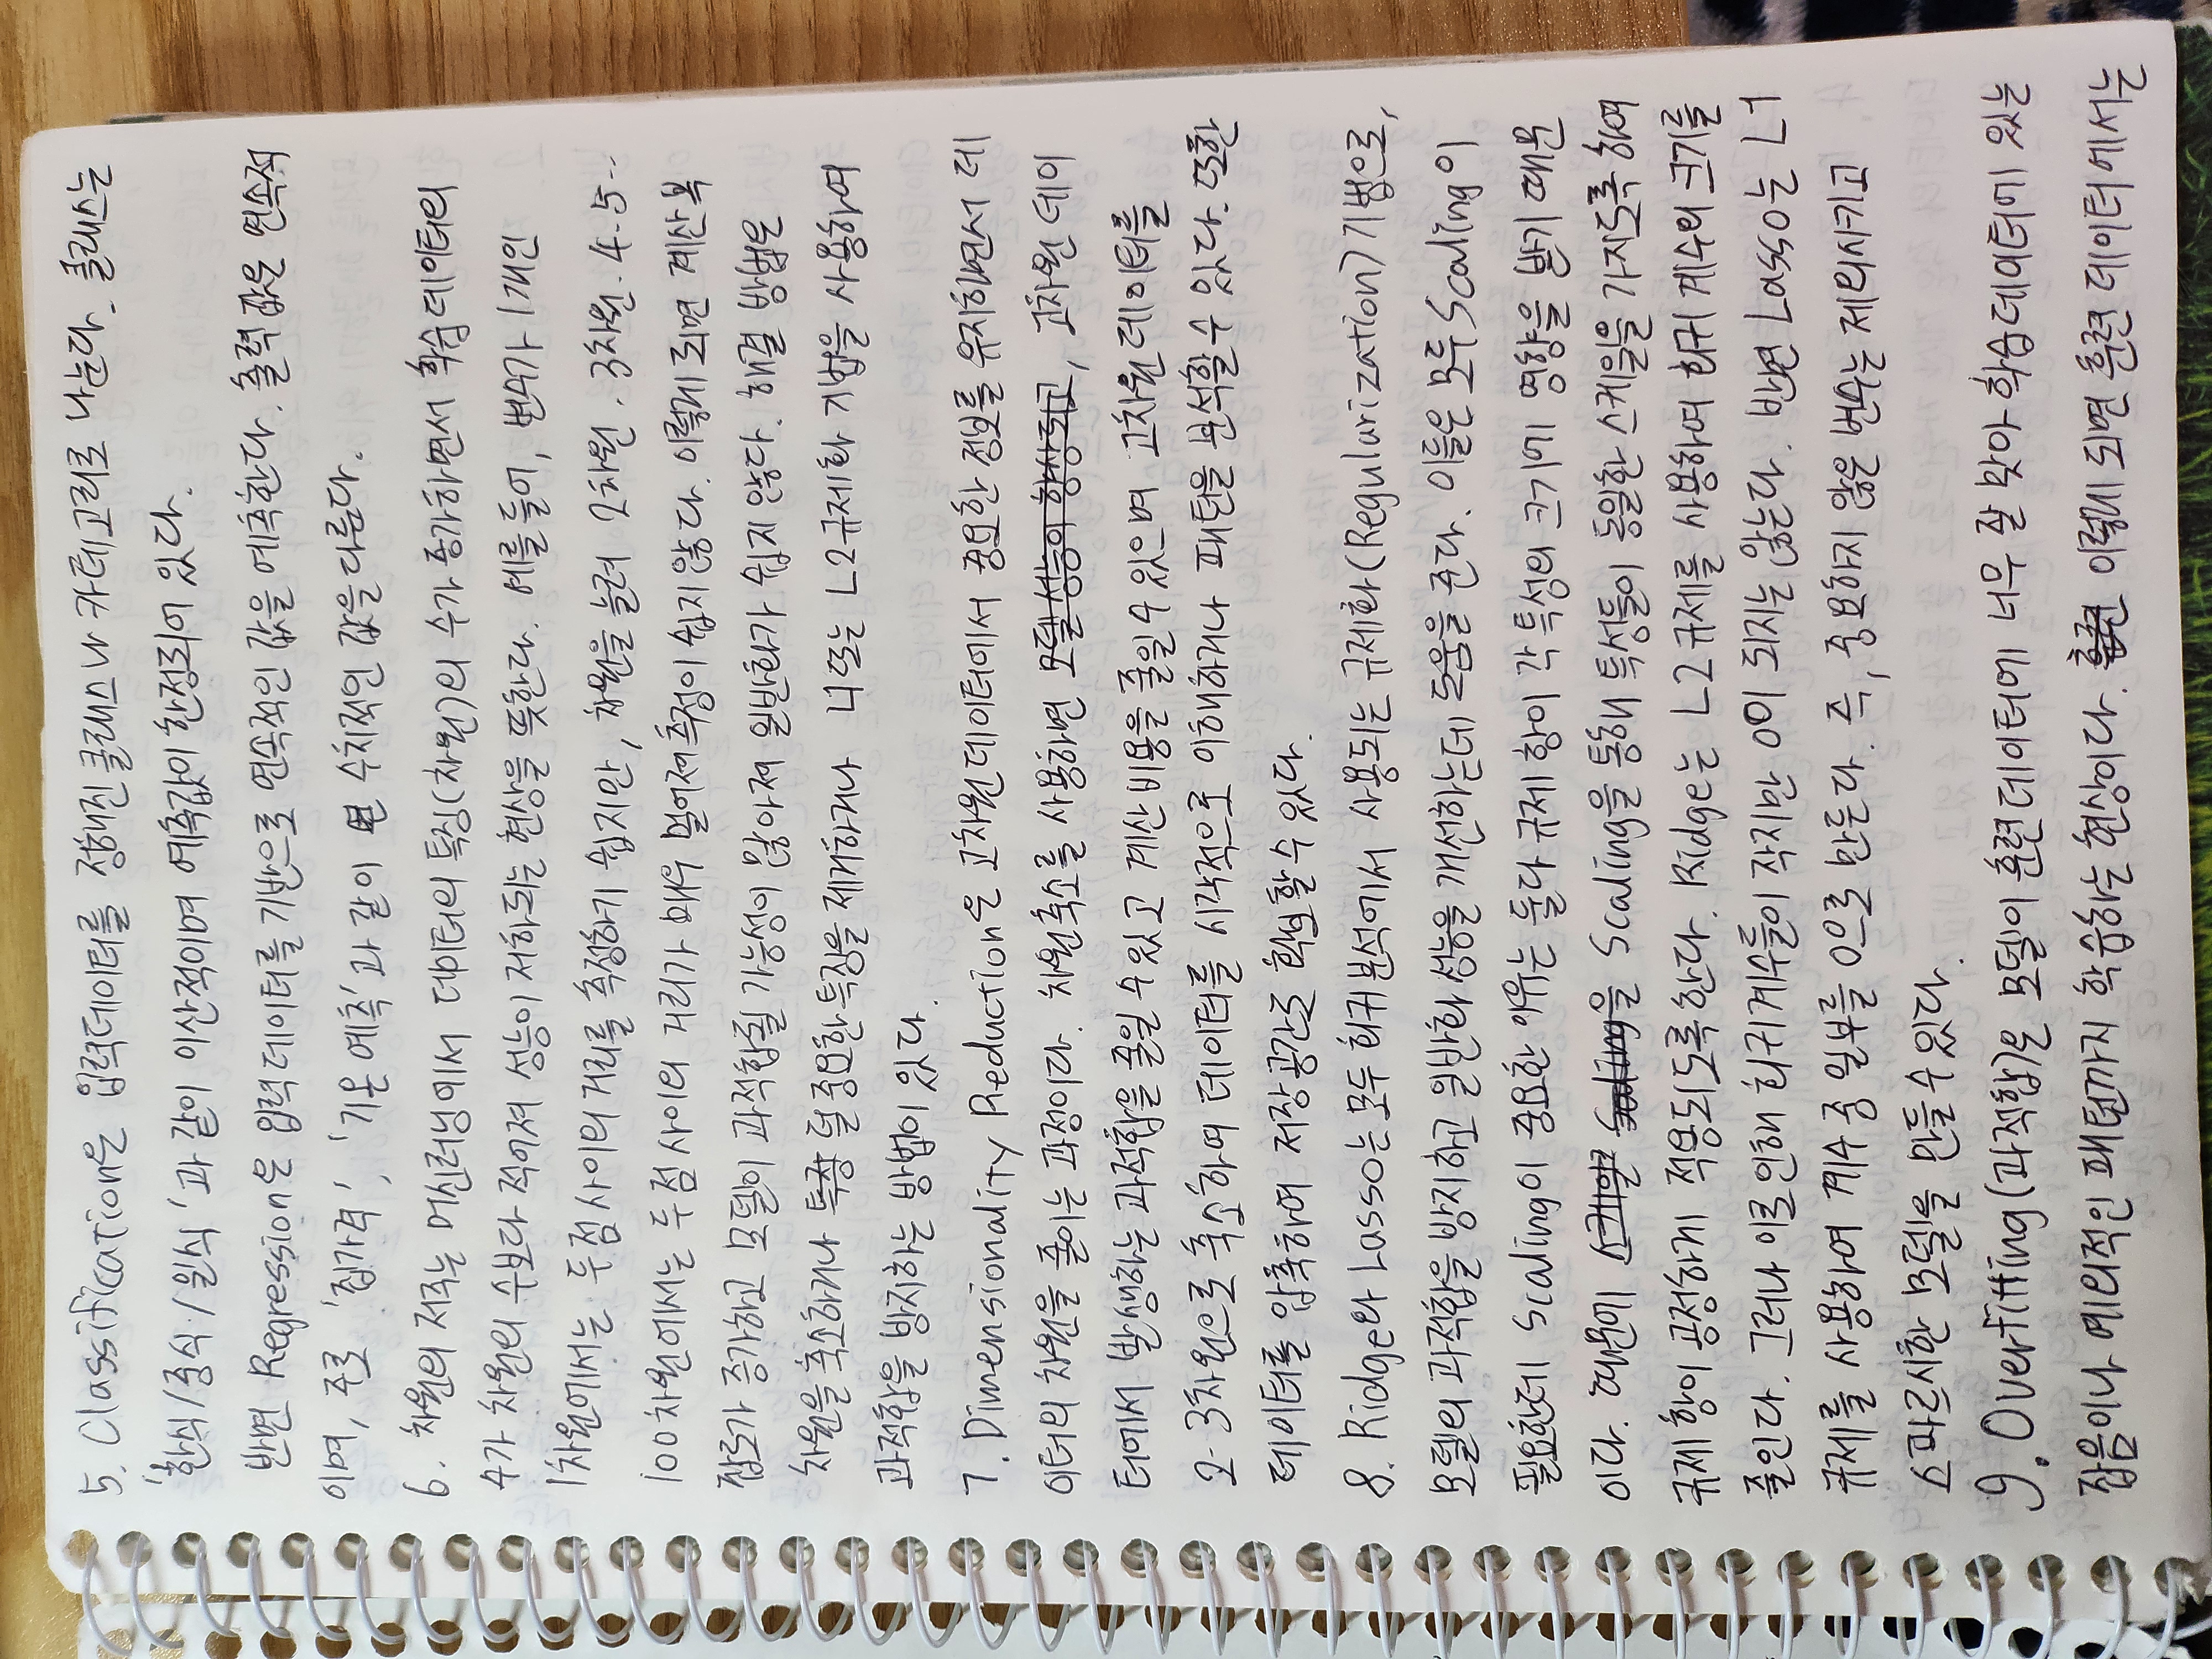 5. Classification은 입력데이터를 정해진 클래스나 카테고리로 나눈다. 클래스는
'한식/중식/일식'과 같이 이산적이며 예측값이 한정되어 있다.
반면 Regression은 입력데이터를 기반으로 연속적인 값을 예측한다. 출력 값은 연속적
이며, 주로 '집가격', '기온 예측'과 같이 수치적인 값을 다룬다.
6. 차원의 저주는 머신러닝에서 데이터의 특징(차원)의 수가 증가하면서 학습데이터의
수가 차원의 수보다 적어져 성능이 저하되는 현상을 뜻한다. 예를 들어, 변수가 1개인
1차원에서는 두 점 사이의 거리를 측정하기 쉽지만, 차원을 늘려 2차원. 3차원. 4. 5..
100차원에서는 두 점 사이의 거리가 매우 멀어져 측정이 쉽지 않다. 이렇게 되면 계산 복
잡도가 증가하고 모델이 과적합될 가능성이 많아져 일반화가 쉽지 않다. 해결 방법은
차원을 축소하거나 특징 덜 중요한 특징을 제거하거나 L1또는 L2규제화 기법을 사용하여
과적합을 방지하는 방법이 있다.
7. Dimensionality Reduction은 고차원 데이터에서 중요한 정보를 유지하면서 데
이터의 차원을 줄이는 과정이다. 차원축소를 사용하면 모델 성능이 향상되고, 고차원 데이
터에서 발생하는 과적합을 줄일 수 있고 계산 비용을 줄일 수 있으며 고차원 데이터를
2-3차원으로 축소하여 데이터를 시각적으로 이해하거나 패턴을 분석할 수 있다. 또한
데이터를 압축하여 저장공간도 확보할 수 있다.
8. Ridge와 Lasso는 모두 회귀분석에서 사용되는 규제화(Regularization) 기법으로,
모델의 과적합을 방지하고 일반화 성능을 개선하는데 도움을 준다. 이들은 모두 Scaling이
필요한데 Scaling이 중요한 이유는 둘다 규제 항이 각 특성의 크기에 영향을 받기 때문
이다. 때문에 스케일 Scaling을 Scaling을 통해 특성들이 동일한 스케일을 가지도록 하여
규제 항이 공정하게 적용되도록 한다. Ridge는 L2규제를 사용하여 회귀 계수의 크기를
줄인다. 그러나 이로 인해 회귀계수들이 작지만 0이 되지는 않는다. 반면 Lasso는 L1
규제를 사용하여 계수 중 일부를 0으로 만든다. 즉, 중요하지 않은 변수는 제외시키고
스파르시한 모델을 만들 수 있다.
9. Overfitting(과적합)은 모델이 훈련데이터에 너무 잘 맞아 학습데이터에 있는
잡음이나 예외적인 패턴까지 학습하는 현상이다. 훈련 이렇게 되면 훈련 데이터에서는